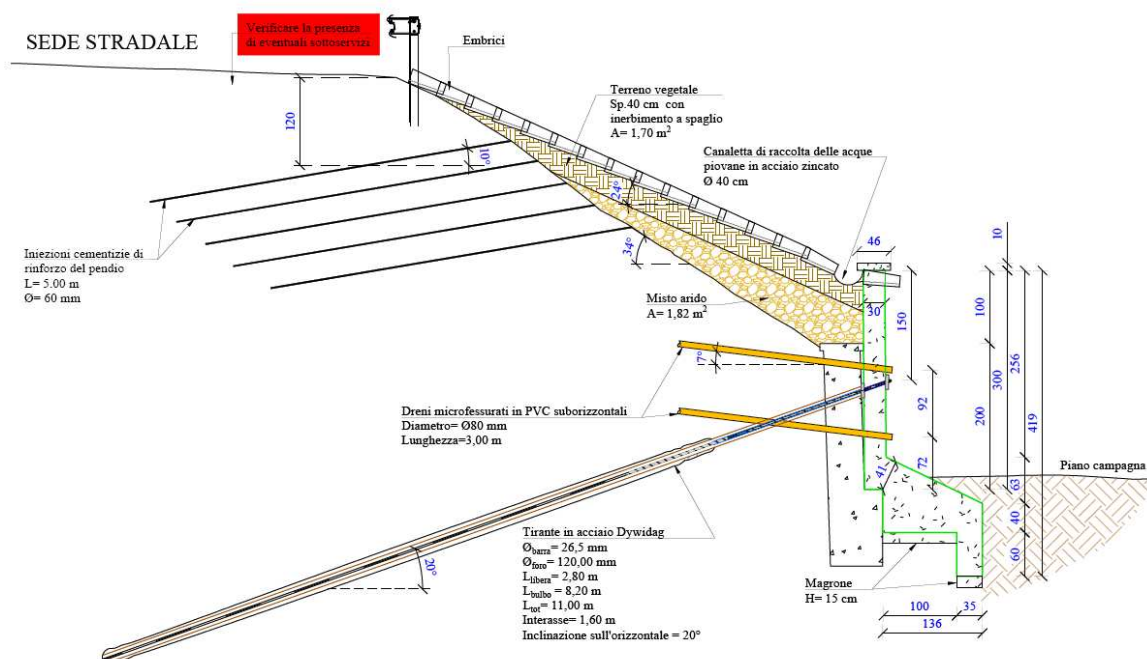 SEDE STRADALE
Verificare la presenza
di eventuali sottoservizi
Embrici
Terreno vegetale
Sp.40 cm con
inerbimento a spaglio
A= 1,70 m²
Canaletta di raccolta delle acque
piovane in acciaio zincato
Ø 40 cm
120
10°
24°
34°
46
10
Iniezioni cementizie di
rinforzo del pendio
L= 5.00 m
Ø= 60 mm
Misto arido
A= 1,82 m²
30
150
100
256
300
419
7°
200
92
Dreni microfessurati in PVC suborizzontali
Diametro= Ø80 mm
Lunghezza=3,00 m
41
72
63
Piano campagna
40
60
20°
Tirante in acciaio Dywidag
Øbarra= 26,5 mm
Øforo= 120,00 mm
Llibera= 2,80 m
Lbulbo= 8,20 m
Ltot= 11,00 m
Interasse= 1,60 m
Inclinazione sull'orizzontale = 20°
Magrone
H= 15 cm
100
35
136